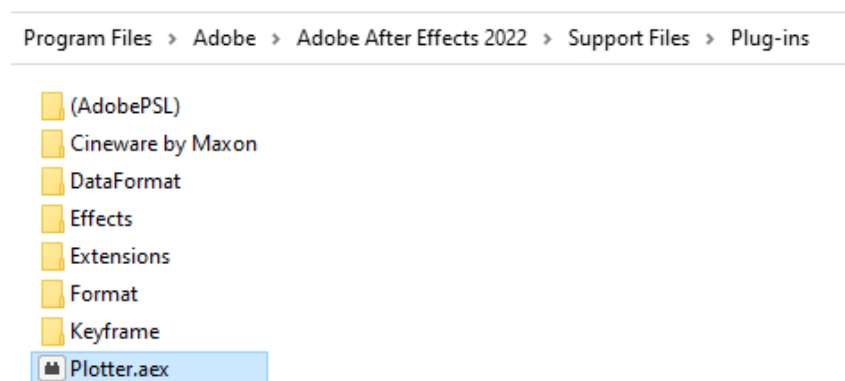 Program Files > Adobe > Adobe After Effects 2022 > Support Files > Plug-ins
(AdobePSL)
Cineware by Maxon
DataFormat
Effects
Extensions
Format
Keyframe
Plotter.aex